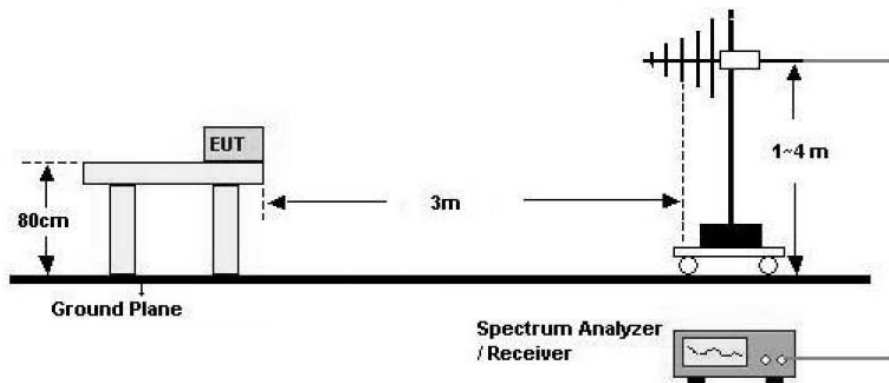 EUT
1~4 m
3m
80cm
Ground Plane
Spectrum Analyzer
/ Receiver